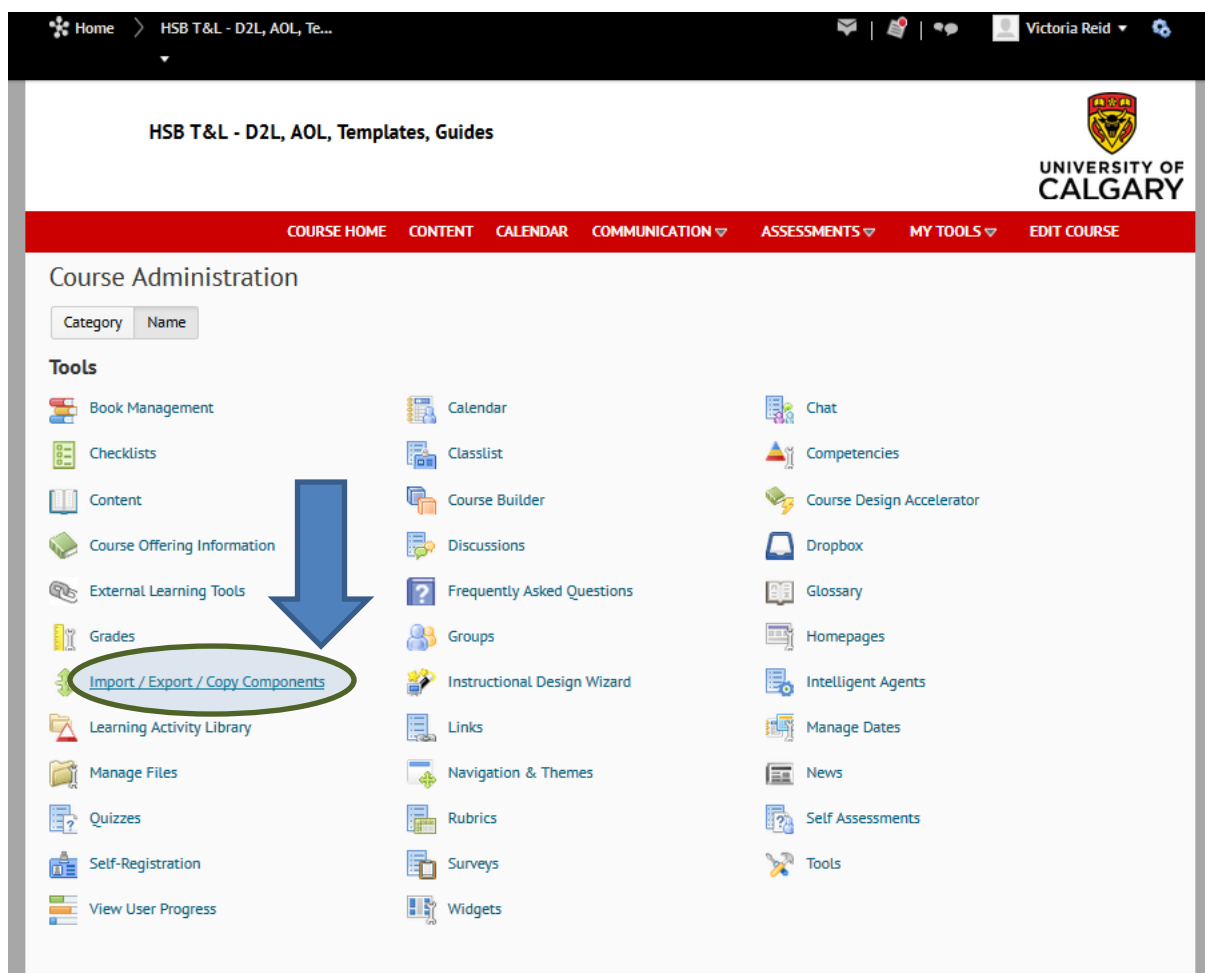 Home HSB T&L - D2L, AOL, Te... Victoria Reid
HSB T&L - D2L, AOL, Templates, Guides
UNIVERSITY OF
CALGARY
COURSE HOME CONTENT CALENDAR COMMUNICATION ASSESSMENTS MY TOOLS EDIT COURSE
Course Administration
Category Name
Tools
Book Management Calendar Chat
Checklists Classlist Competencies
Content Course Builder Course Design Accelerator
Course Offering Information Discussions Dropbox
External Learning Tools Frequently Asked Questions Glossary
Grades Groups Homepages
Import / Export / Copy Components Instructional Design Wizard Intelligent Agents
Learning Activity Library Links Manage Dates
Manage Files Navigation & Themes News
Quizzes Rubrics Self Assessments
Self-Registration Surveys Tools
View User Progress Widgets